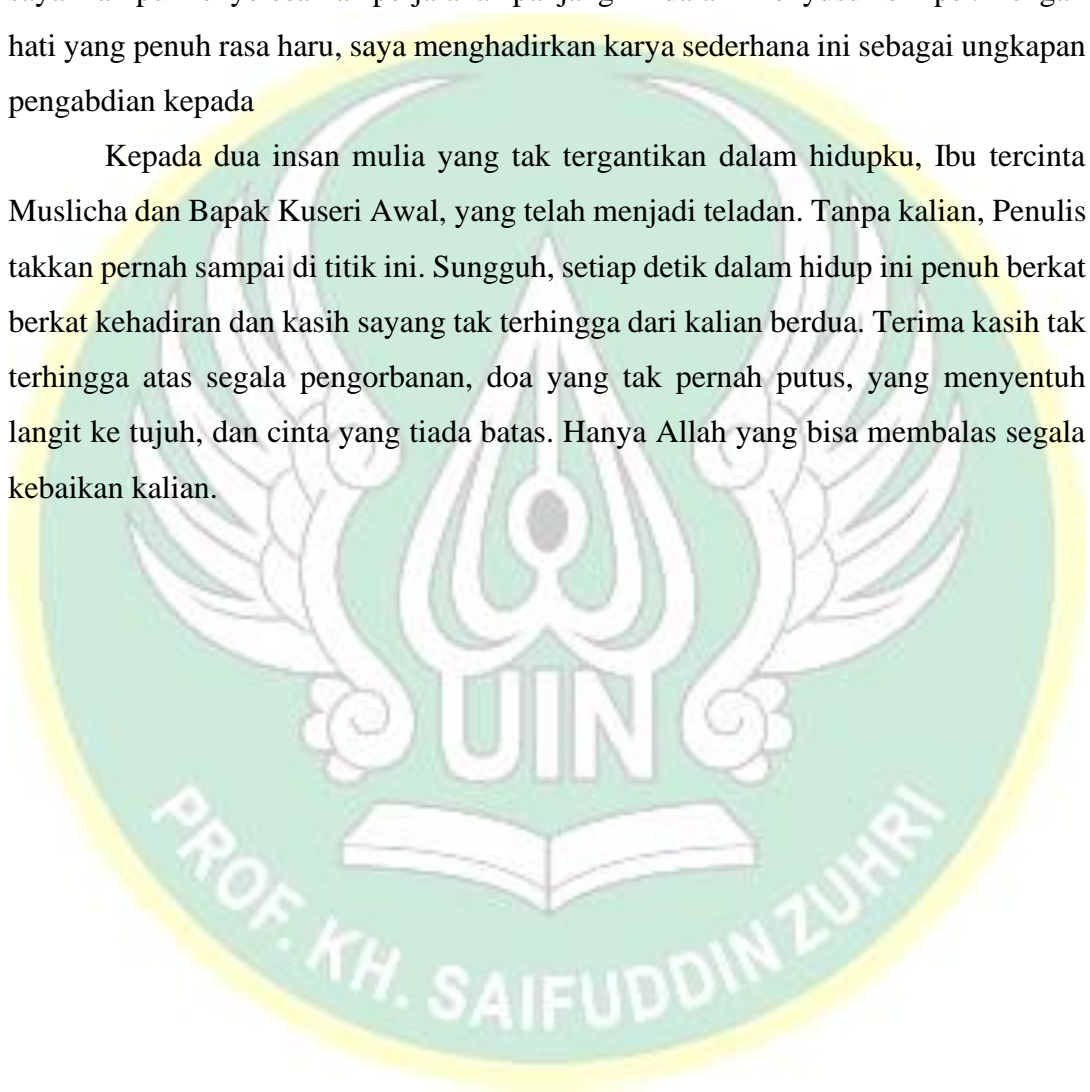 hati yang penuh rasa haru, saya menghadirkan karya sederhana ini sebagai ungkapan
pengabdian kepada
Kepada dua insan mulia yang tak tergantikan dalam hidupku, Ibu tercinta
Muslicha dan Bapak Kuseri Awal, yang telah menjadi teladan. Tanpa kalian, Penulis
takkan pernah sampai di titik ini. Sungguh, setiap detik dalam hidup ini penuh berkat
berkat kehadiran dan kasih sayang tak terhingga dari kalian berdua. Terima kasih tak
terhingga atas segala pengorbanan, doa yang tak pernah putus, yang menyentuh
langit ke tujuh, dan cinta yang tiada batas. Hanya Allah yang bisa membalas segala
kebaikan kalian.
UIN
PROF. KH. SAIFUDDIN ZUHRI